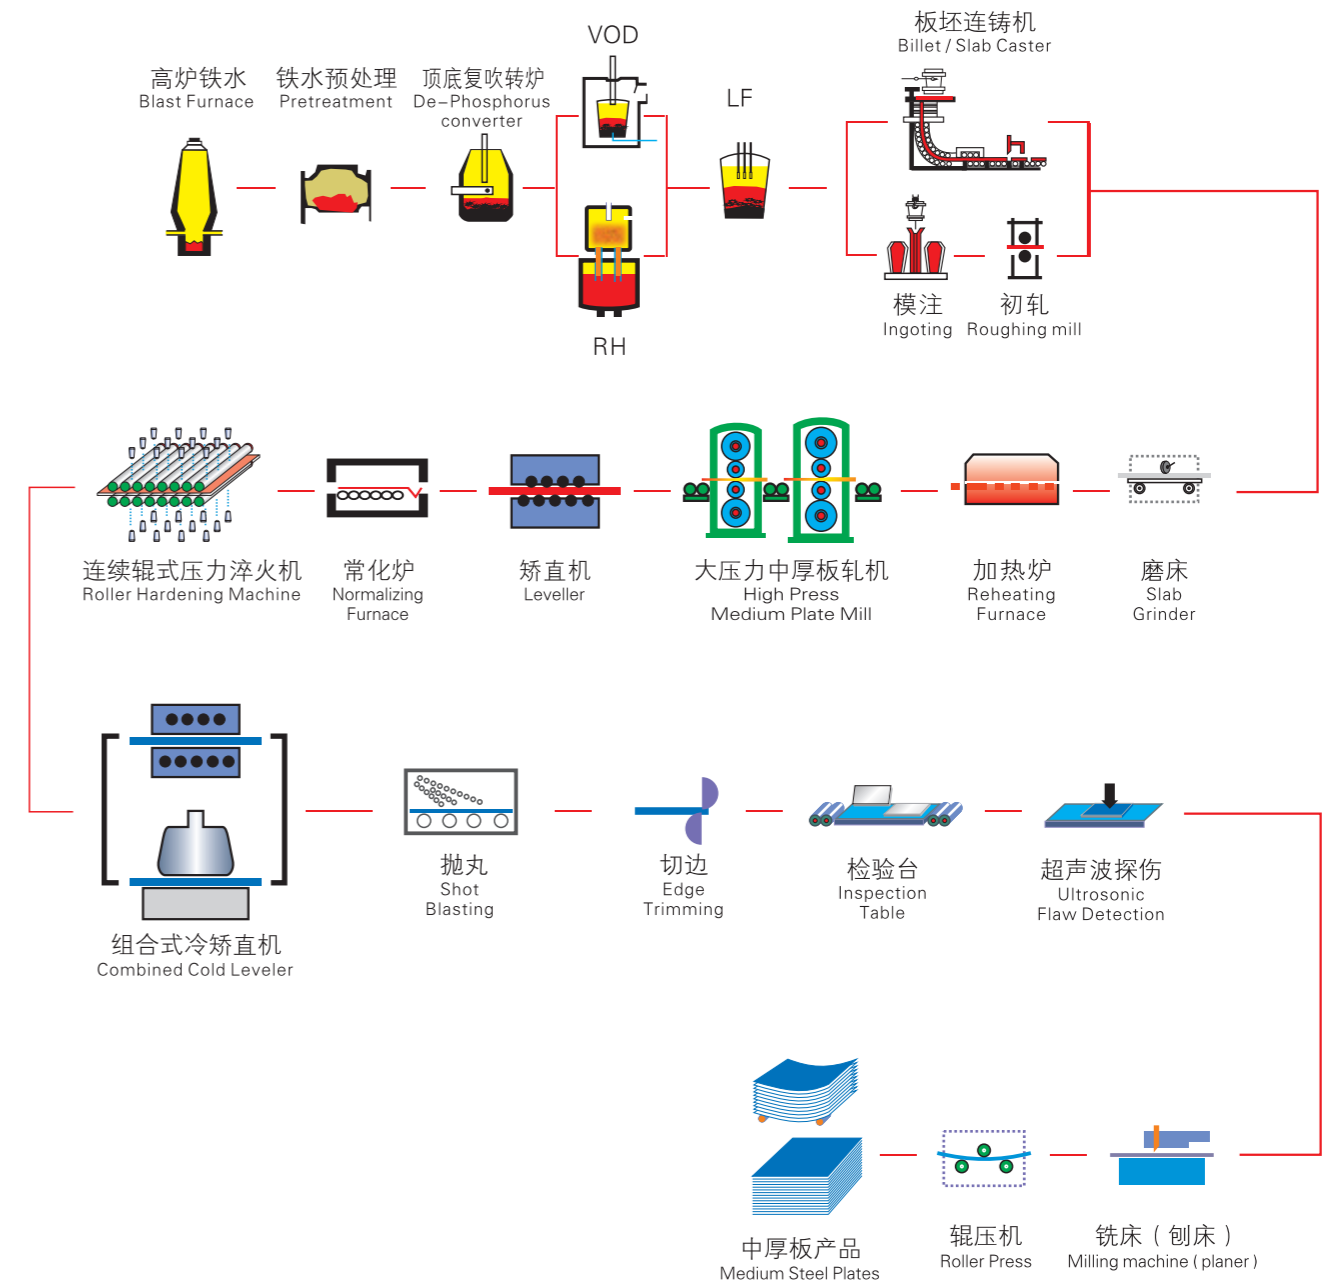 高炉铁水
Blast Furnace
铁水预处理
Pretreatment
顶底复吹转炉
De-Phosphorus
converter
VOD
RH
LF
板坯连铸机
Billet / Slab Caster
模注
Ingoting
初轧
Roughing mill
连续辊式压力淬火机
Roller Hardening Machine
常化炉
Normalizing
Furnace
矫直机
Leveller
大压力中厚板轧机
High Press
Medium Plate Mill
加热炉
Reheating
Furnace
磨床
Slab
Grinder
组合式冷矫直机
Combined Cold Leveler
抛丸
Shot
Blasting
切边
Edge
Trimming
检验台
Inspection
Table
超声波探伤
Ultrosonic
Flaw Detection
中厚板产品
Medium Steel Plates
辊压机
Roller Press
铣床（刨床）
Milling machine ( planer )